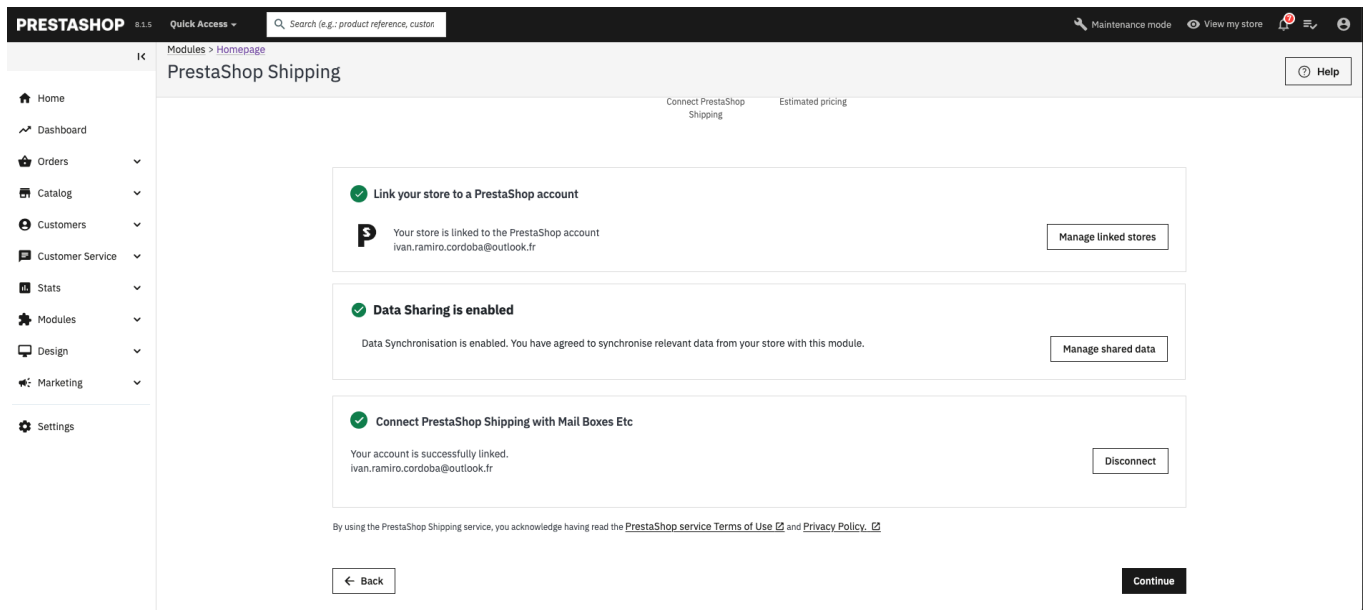 PRESTASHOP 8.1.5 Quick Access Search (e.g.: product reference, custon Maintenance mode View my store 7
Modules > Homepage
PrestaShop Shipping
Help
Home
Dashboard
Orders
Catalog
Customers
Customer Service
Stats
Modules
Design
Marketing
Settings
Connect PrestaShop
Shipping
Estimated pricing
Link your store to a PrestaShop account
Your store is linked to the PrestaShop account
ivan.ramiro.cordoba@outlook.fr
Manage linked stores
Data Sharing is enabled
Data Synchronisation is enabled. You have agreed to synchronise relevant data from your store with this module.
Manage shared data
Connect PrestaShop Shipping with Mail Boxes Etc
Your account is successfully linked.
ivan.ramiro.cordoba@outlook.fr
Disconnect
By using the PrestaShop Shipping service, you acknowledge having read the PrestaShop service Terms of Use and Privacy Policy.
Back
Continue